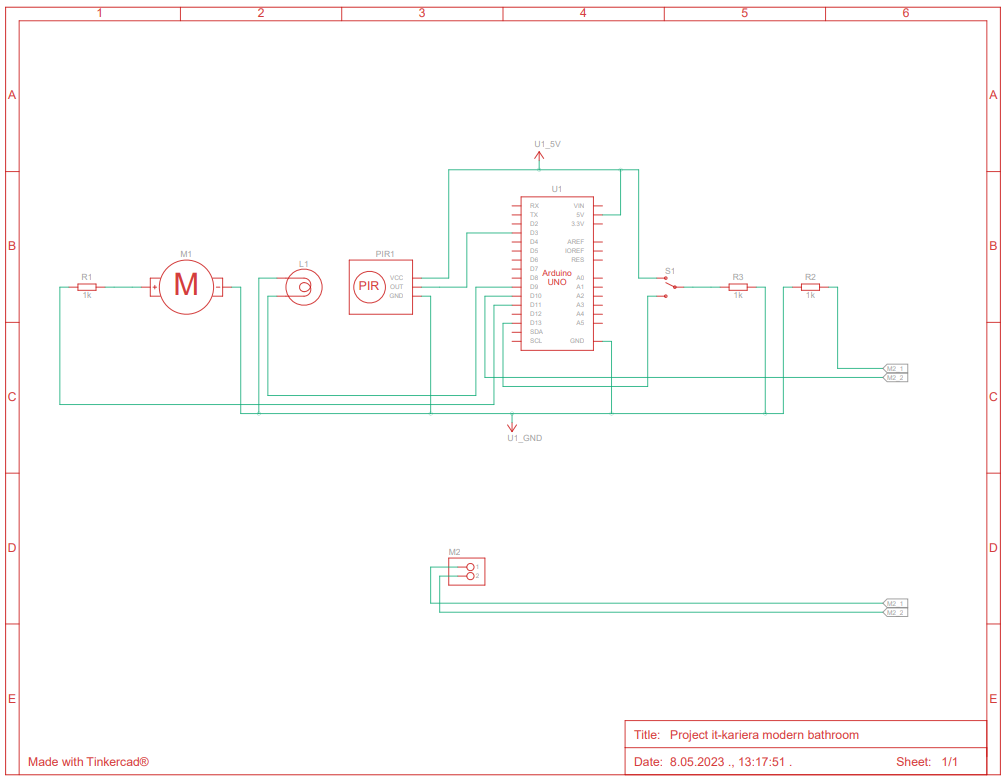 1 2 3 4 5 6
A A
U1_5V
U1
RX VIN
TX 5V
D2 3.3V
D3
B B
D4 AREF
D5 IOREF
D6 RES
D7
M1 L1 PIR1
Arduino
UNO
S1
R1 M PIR VCC D8 A0 R3 R2
OUT D9 A1
1k + - GND D10 A2 1k 1k
D11 A3
D12 A4
D13 A5
SDA
SCL GND
M2_1
M2_2
C C
U1_GND
D D
M2
1
2
M2_1
M2_2
E E
Title: Project it-kariera modern bathroom
Made with Tinkercad®
Date: 8.05.2023 ., 13:17:51 . Sheet: 1/1